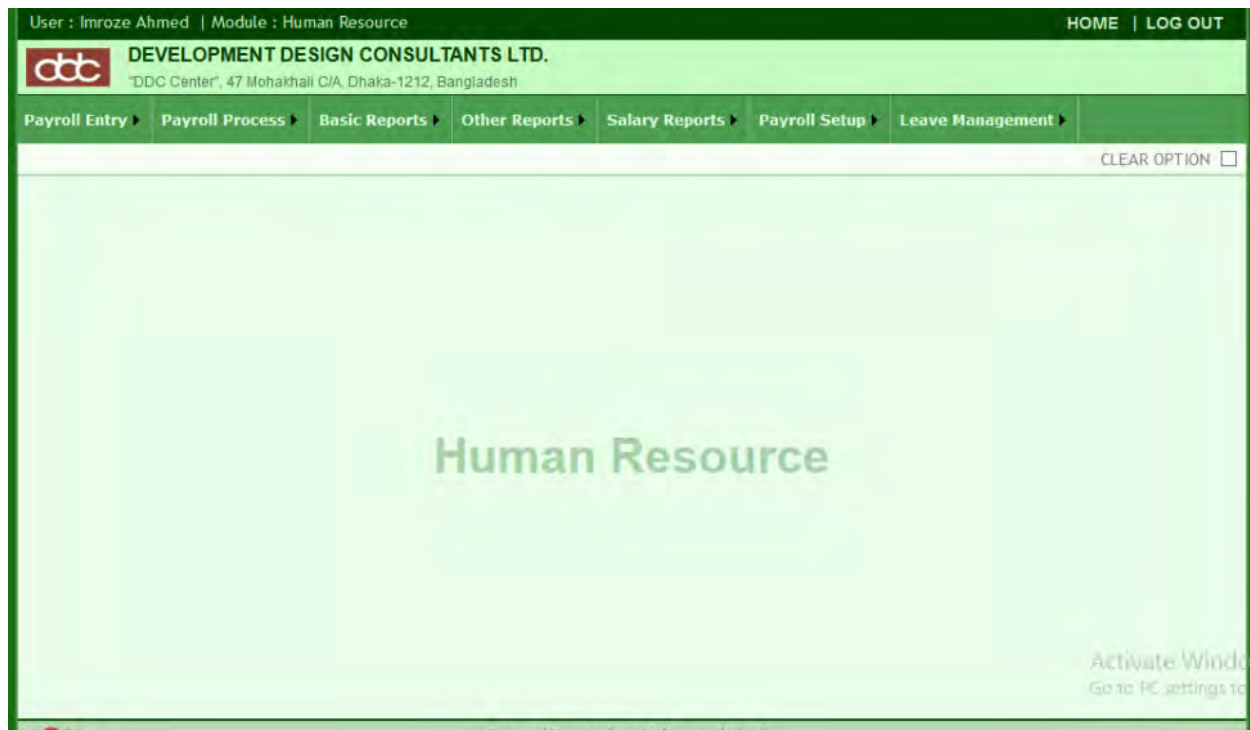 User : Imroze Ahmed | Module : Human Resource HOME | LOG OUT
ddc DEVELOPMENT DESIGN CONSULTANTS LTD.
"DDC Center", 47 Mohakhali C/A, Dhaka-1212, Bangladesh
Payroll Entry Payroll Process Basic Reports Other Reports Salary Reports Payroll Setup Leave Management
CLEAR OPTION
Human Resource
Activate Windo
Go to PC settings to